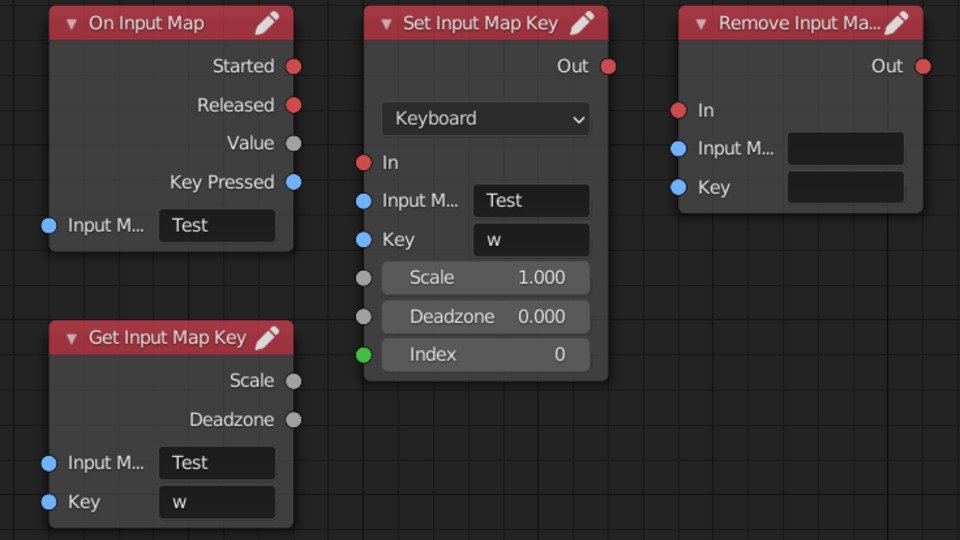 On Input Map
Started
Released
Value
Key Pressed
Input M... Test
Set Input Map Key
Out
Keyboard
In
Input M... Test
Key w
Scale 1.000
Deadzone 0.000
Index 0
Remove Input Ma...
Out
In
Input M...
Key
Get Input Map Key
Scale
Deadzone
Input M... Test
Key w